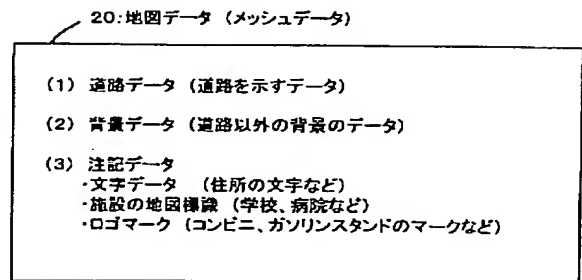 20:地図データ (メッシュデータ)
(1) 道路データ (道路を示すデータ)
(2) 背景データ (道路以外の背景のデータ)
(3) 注記データ
・文字データ (住所の文字など)
・施設の地図標識 (学校、病院など)
・ロゴマーク (コンビニ、ガソリンスタンドのマークなど)